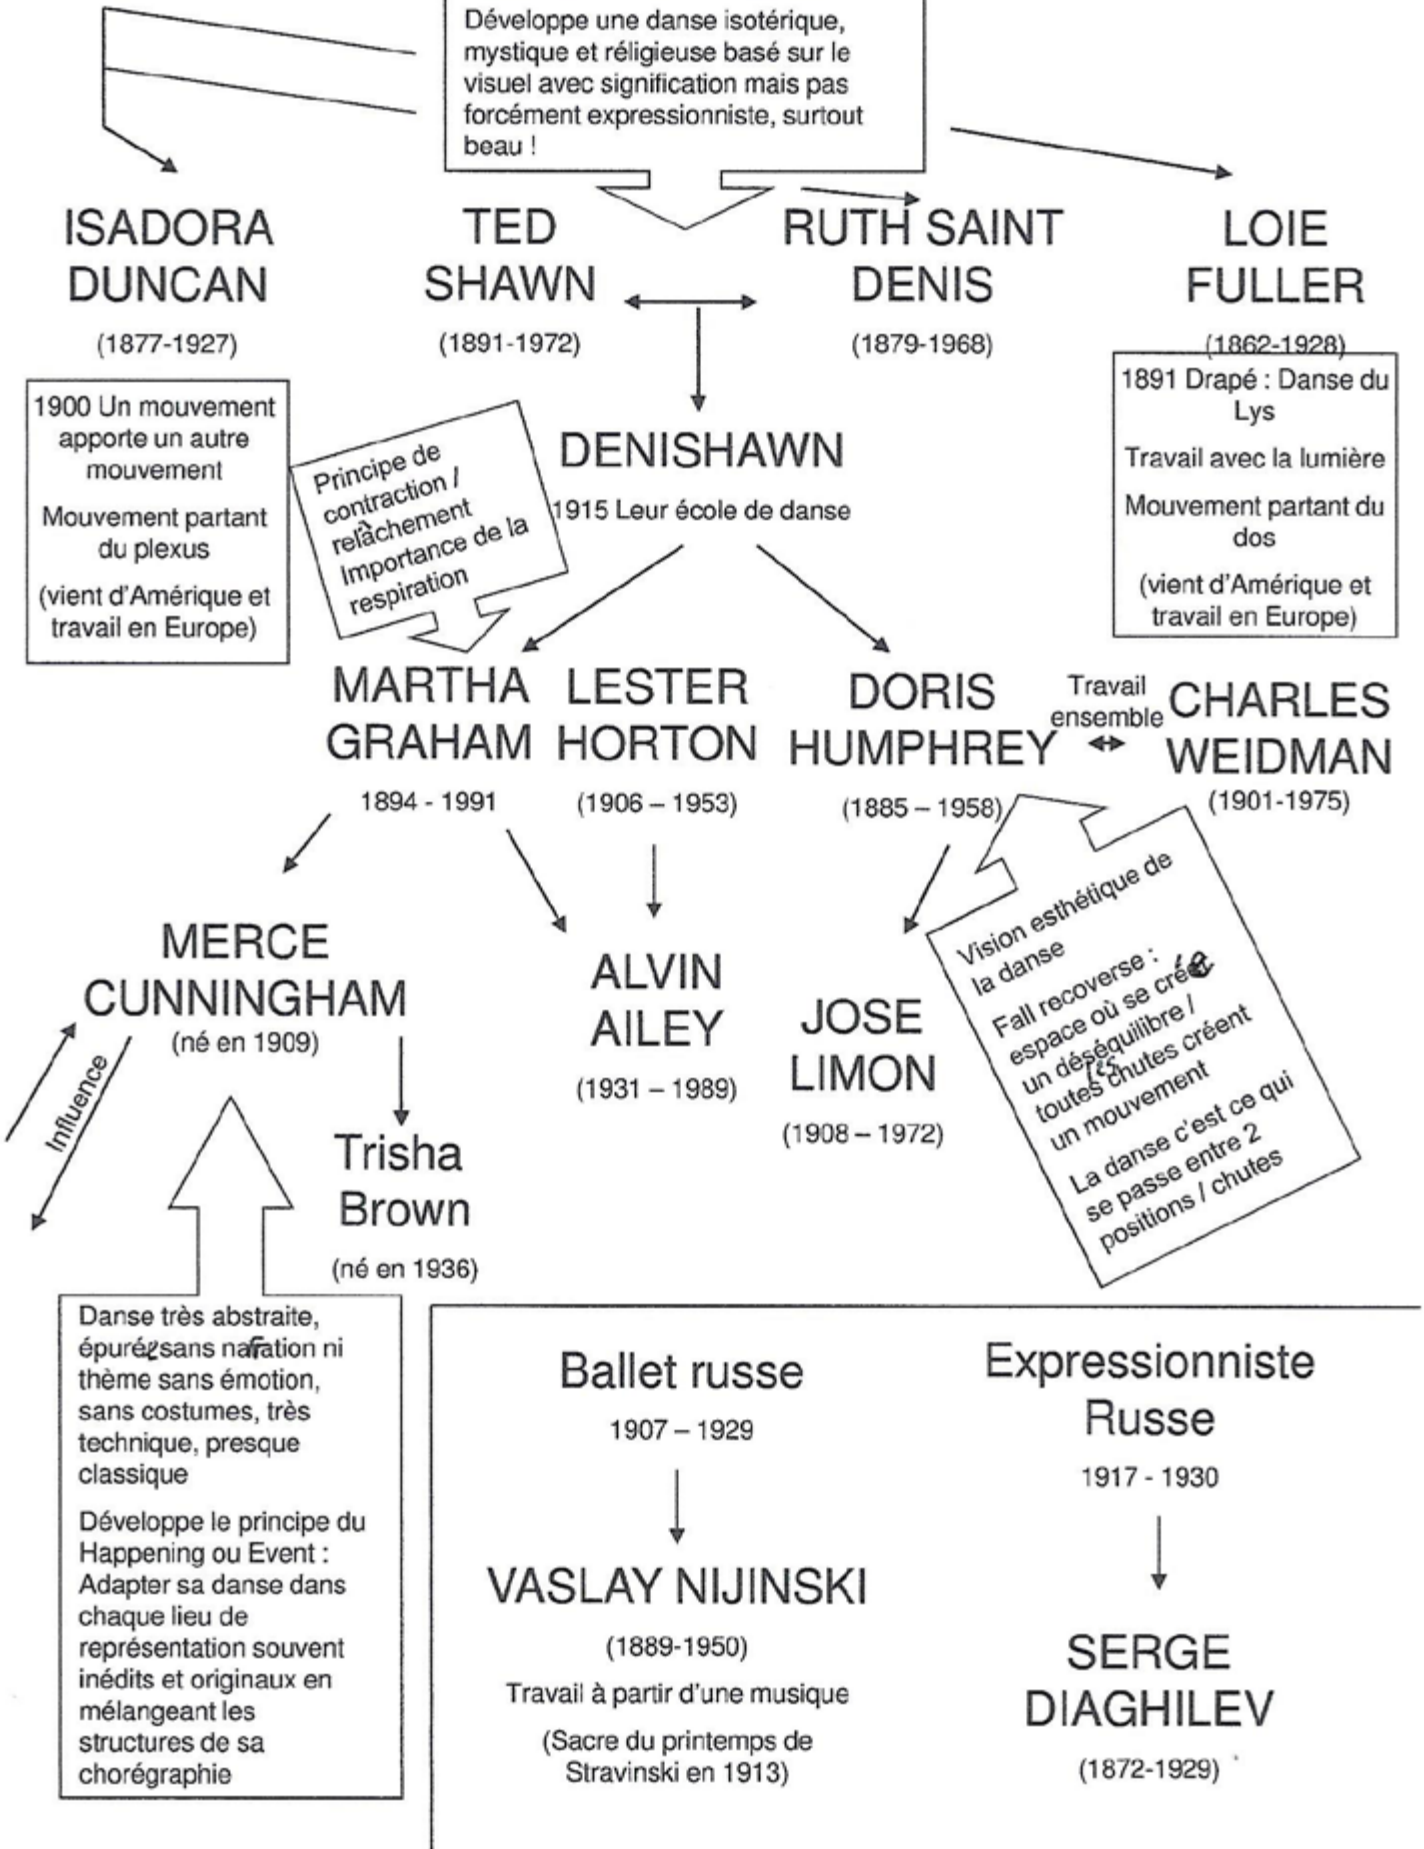 Développe une danse isotérique,
mystique et réligieuse basé sur le
visuel avec signification mais pas
forcément expressionniste, surtout
beau !
ISADORA
DUNCAN
(1877-1927)
TED
SHAWN
(1891-1972)
RUTH SAINT
DENIS
(1879-1968)
LOIE
FULLER
(1862-1928)
1900 Un mouvement
apporte un autre
mouvement
Mouvement partant
du plexus
(vient d'Amérique et
travail en Europe)
Principe de
contraction /
relâchement
Importance de la
respiration
DENISHAWN
1915 Leur école de danse
1891 Drapé : Danse du
Lys
Travail avec la lumière
Mouvement partant du
dos
(vient d'Amérique et
travail en Europe)
MARTHA
GRAHAM
1894 - 1991
LESTER
HORTON
(1906 – 1953)
DORIS
HUMPHREY
(1885 – 1958)
Travail
ensemble
CHARLES
WEIDMAN
(1901-1975)
Vision esthétique de
la danse
Fall recoverse :
espace où se crée
un déséquilibre /
toutes les chutes créent
un mouvement
La danse c'est ce qui
se passe entre 2
positions / chutes
MERCE
CUNNINGHAM
(né en 1909)
Influence
ALVIN
AILEY
(1931 – 1989)
JOSE
LIMON
(1908 – 1972)
Trisha
Brown
(né en 1936)
Danse très abstraite,
épurée sans narration ni
thème sans émotion,
sans costumes, très
technique, presque
classique
Développe le principe du
Happening ou Event :
Adapter sa danse dans
chaque lieu de
représentation souvent
inédits et originaux en
mélangeant les
structures de sa
chorégraphie
Ballet russe
1907 – 1929
VASLAY NIJINSKI
(1889-1950)
Travail à partir d'une musique
(Sacre du printemps de
Stravinski en 1913)
Expressionniste
Russe
1917 - 1930
SERGE
DIAGHILEV
(1872-1929)